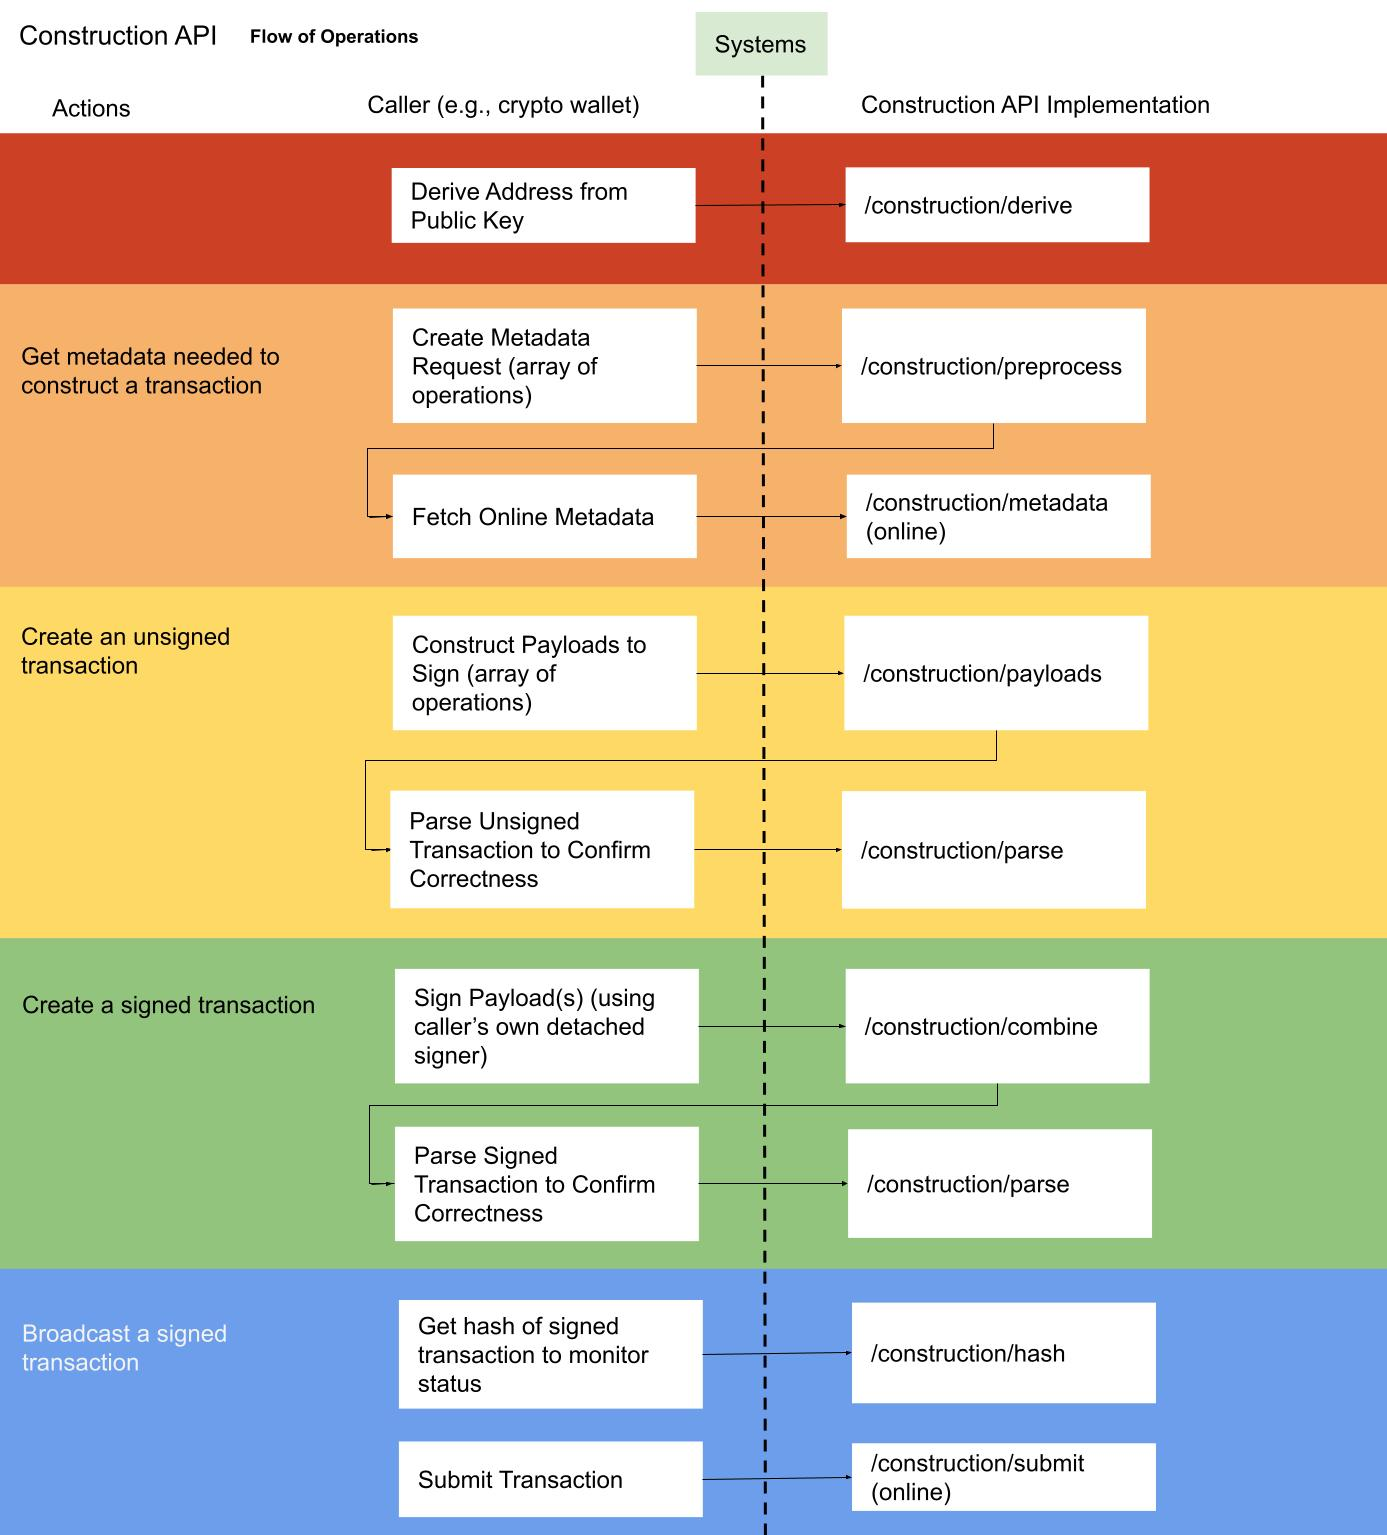 Construction API Flow of Operations
Systems
Actions
Caller (e.g., crypto wallet)
Construction API Implementation
Derive Address from
Public Key
/construction/derive
Get metadata needed to
construct a transaction
Create Metadata
Request (array of
operations)
/construction/preprocess
Fetch Online Metadata
/construction/metadata
(online)
Create an unsigned
transaction
Construct Payloads to
Sign (array of
operations)
/construction/payloads
Parse Unsigned
Transaction to Confirm
Correctness
/construction/parse
Create a signed transaction
Sign Payload(s) (using
caller’s own detached
signer)
/construction/combine
Parse Signed
Transaction to Confirm
Correctness
/construction/parse
Broadcast a signed
transaction
Get hash of signed
transaction to monitor
status
/construction/hash
Submit Transaction
/construction/submit
(online)